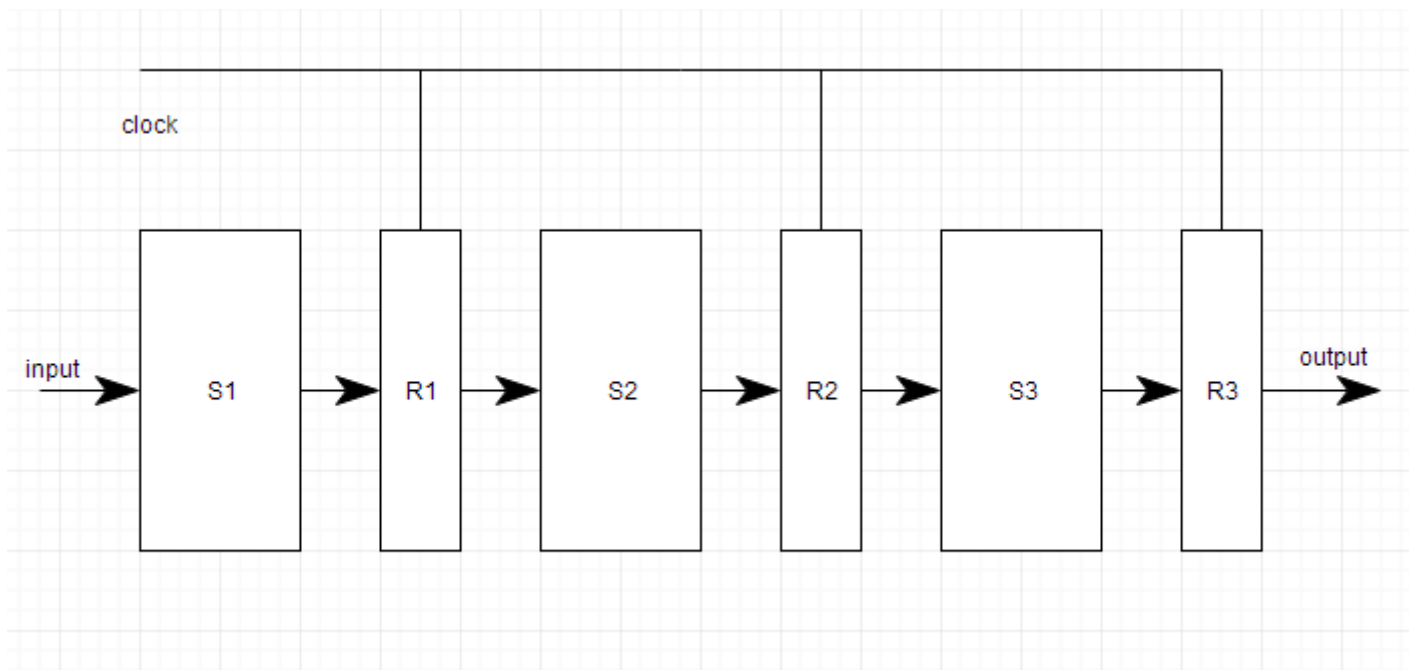 clock
input
S1
R1
S2
R2
S3
R3
output